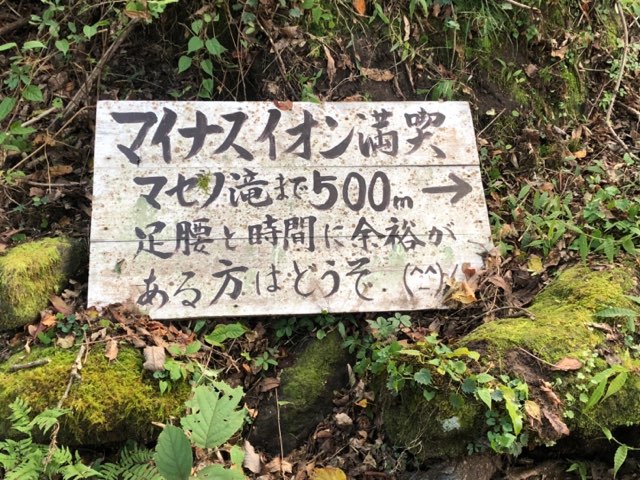 マイナスイオン満喫
マゼノ滝まで500m→
足腰と時間に余裕が
ある方はどうぞ.(^_^)/